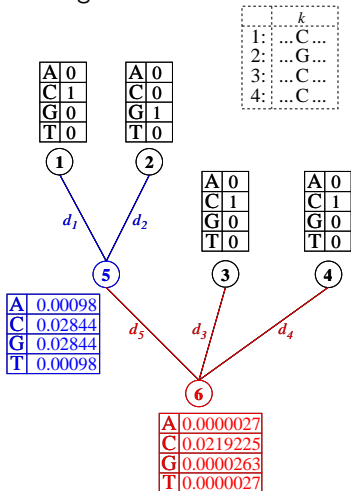 k
1: ...C...
2: ...G...
3: ...C...
4: ...C...
A 0
C 1
G 0
T 0
A 0
C 0
G 1
T 0
1
2
A 0
C 1
G 0
T 0
A 0
C 1
G 0
T 0
d1
d2
5
3
4
A 0.00098
C 0.02844
G 0.02844
T 0.00098
d5
d3
d4
6
A 0.0000027
C 0.0219225
G 0.0000263
T 0.0000027